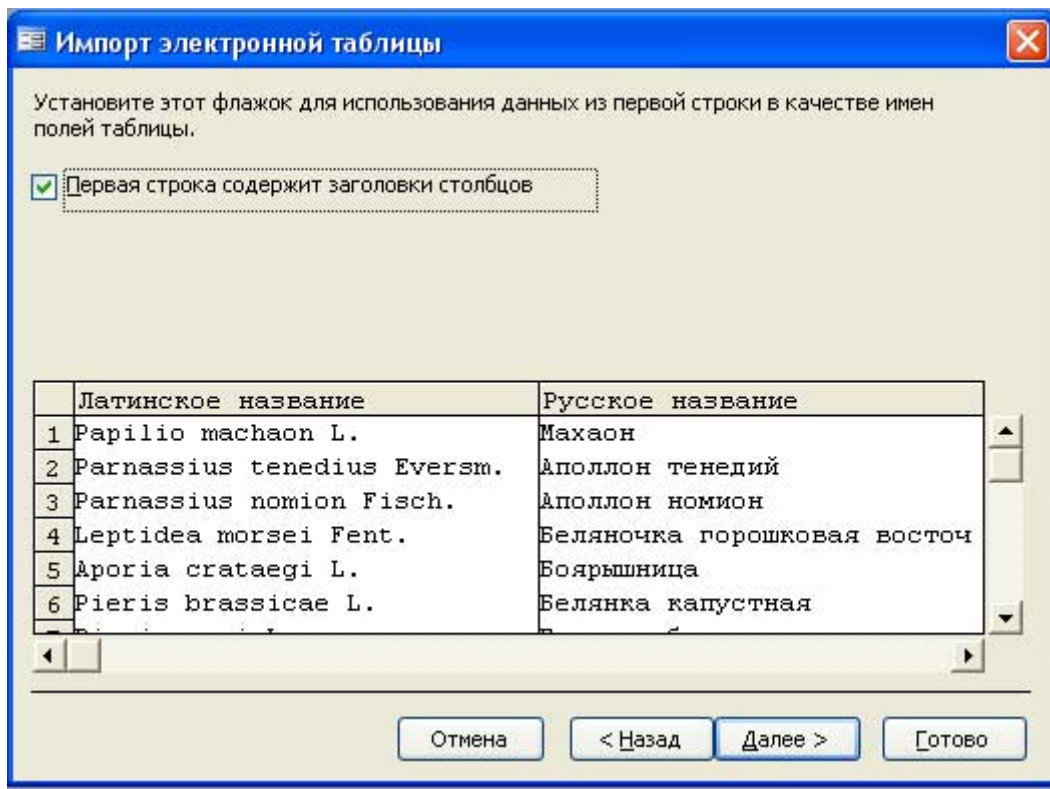 Импорт электронной таблицы
Установите этот флажок для использования данных из первой строки в качестве имен
полей таблицы.
Первая строка содержит заголовки столбцов
Латинское название Русское название
1 Papilio machaon L. Махаон
2 Parnassius tenedius Eversm. Аполлон тенедий
3 Parnassius nomion Fisch. Аполлон номион
4 Leptidea morsei Fent. Беляночка горошковая восточ
5 Aporia crataegi L. Боярышница
6 Pieris brassicae L. Белянка капустная
Отмена < Назад Далее > Готово